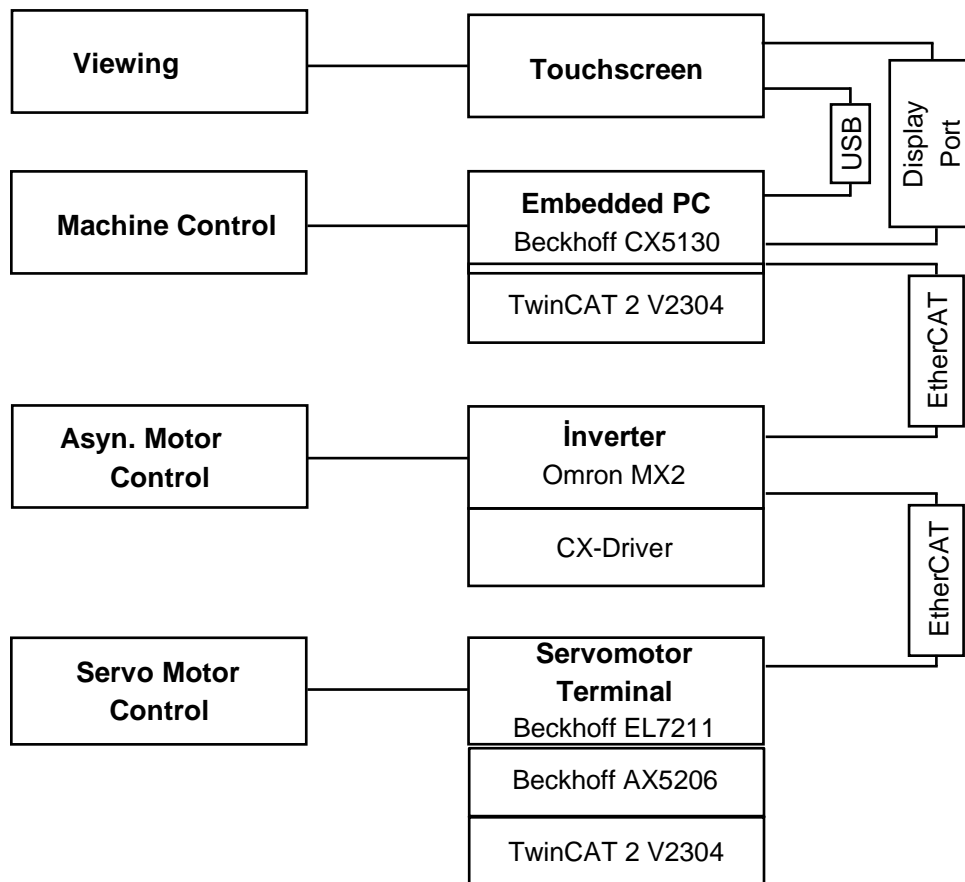 Viewing
Touchscreen
USB
Display
Port
Machine Control
Embedded PC
Beckhoff CX5130
TwinCAT 2 V2304
EtherCAT
Asyn. Motor
Control
İnverter
Omron MX2
CX-Driver
EtherCAT
Servo Motor
Control
Servomotor
Terminal
Beckhoff EL7211
Beckhoff AX5206
TwinCAT 2 V2304